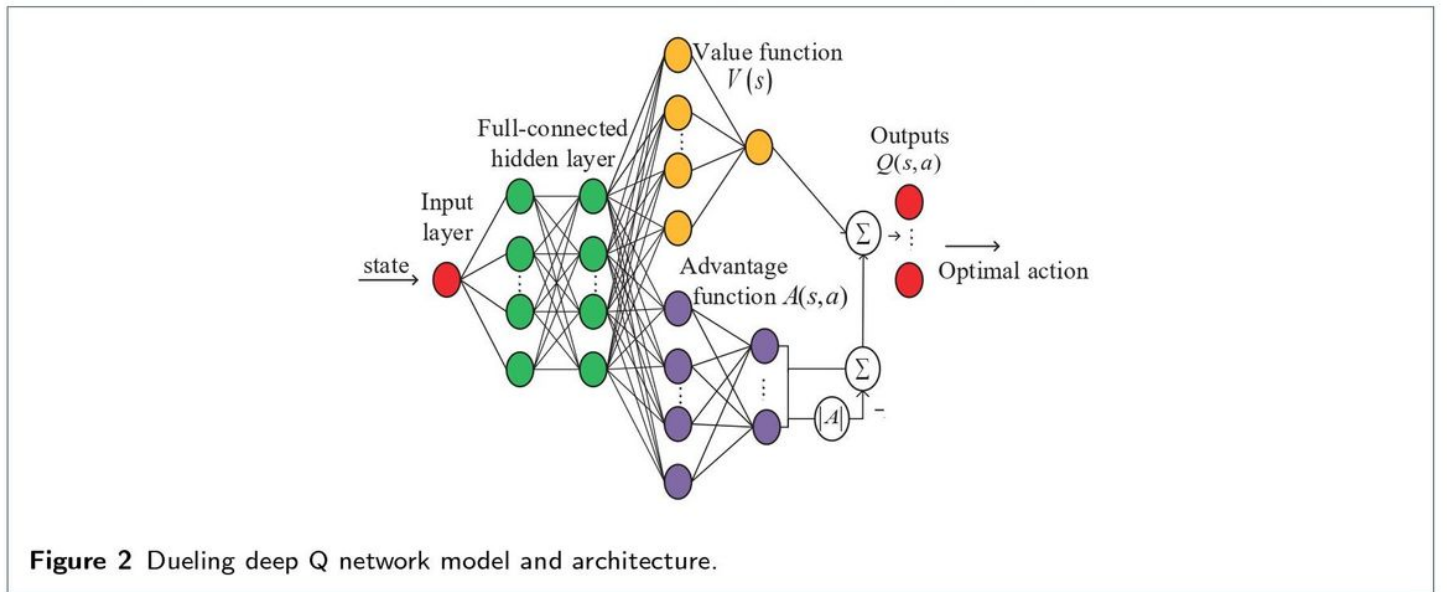 Value function
V(s)
Full-connected
hidden layer
Outputs
Q(s,a)
Input
layer
state
Σ
Optimal action
Advantage
function A(s,a)
Σ
|A|
−
Figure 2 Dueling deep Q network model and architecture.